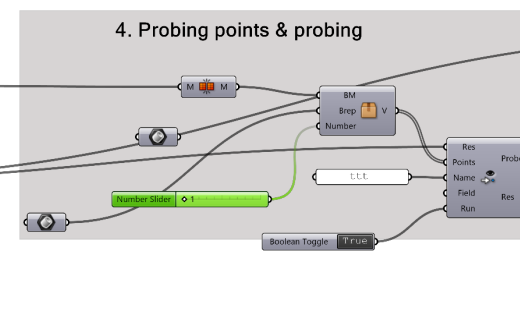 4. Probing points & probing
M M
BM
Brep V
Number
Res
Probe
Points
t.t.t.
Name
Number Slider 1
Field
Res
Run
Boolean Toggle True